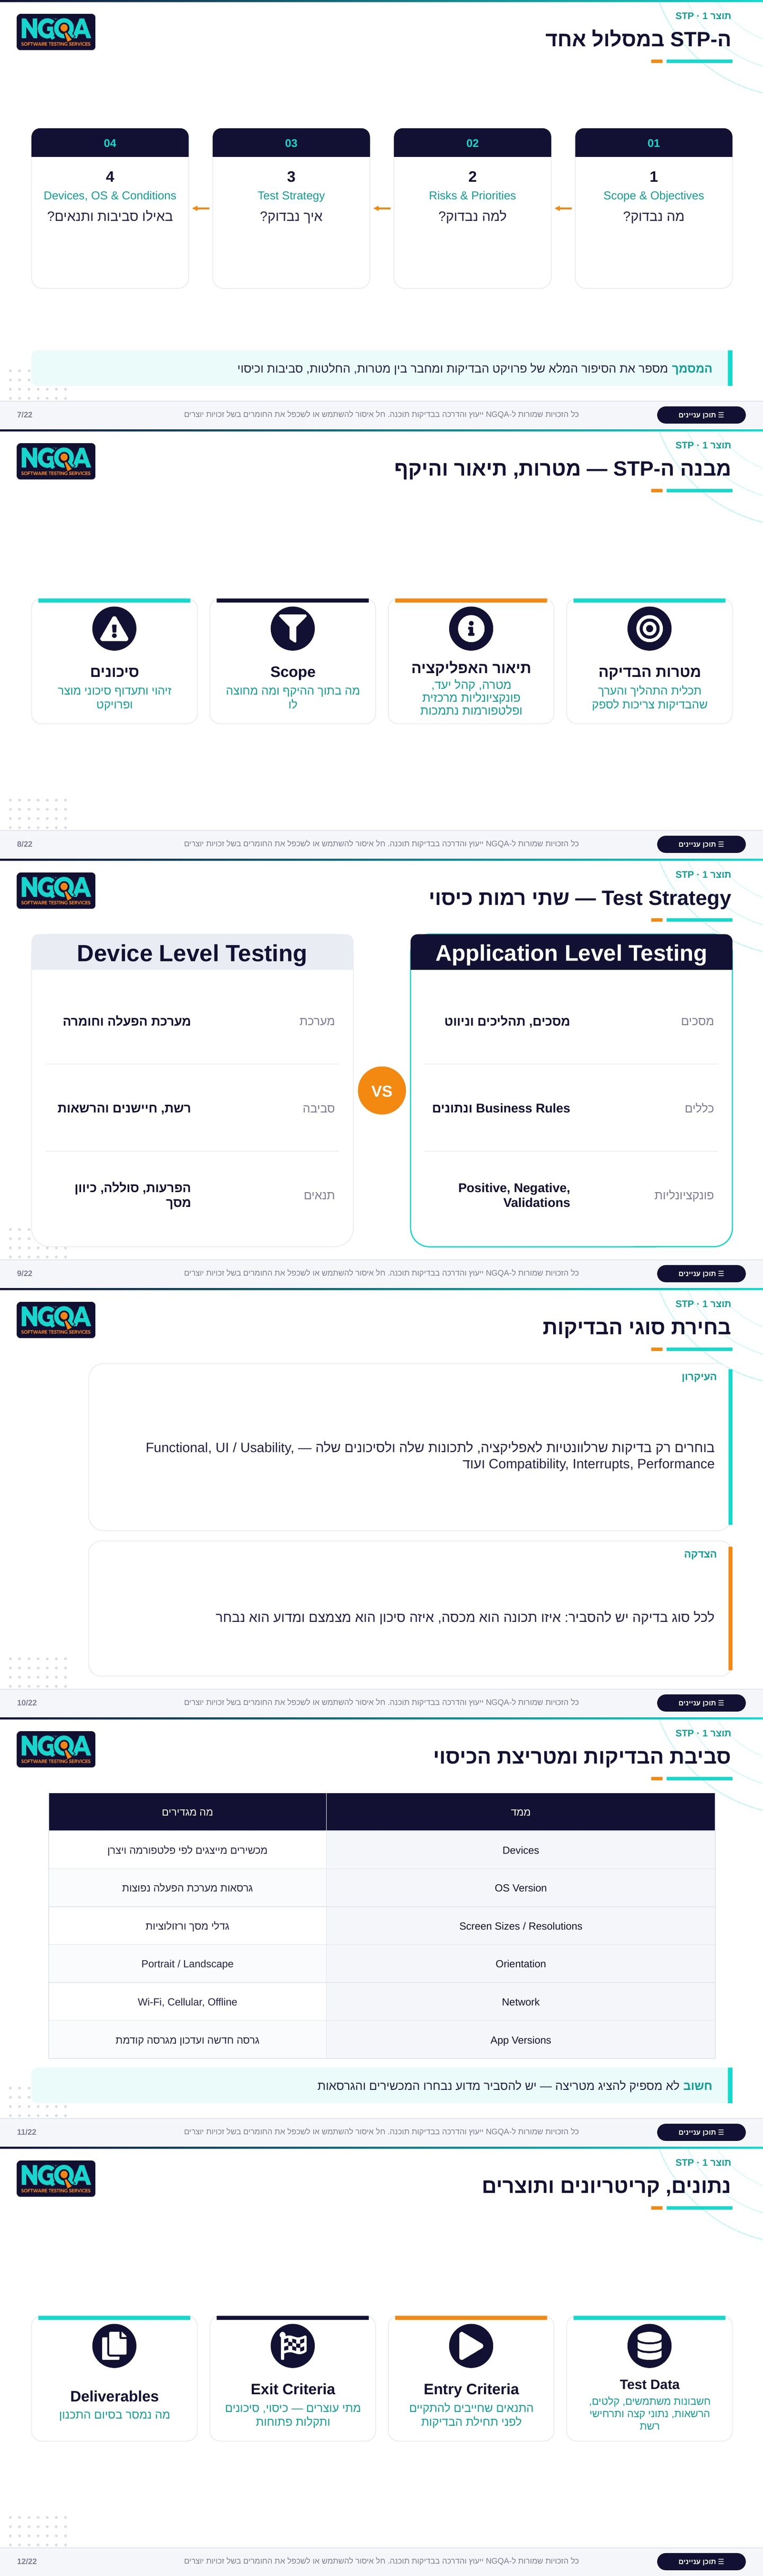 תוצר 1 · STP
NGQA
SOFTWARE TESTING SERVICES
ה-STP במסלול אחד
01
1
Scope & Objectives
מה נבדוק?
02
2
Risks & Priorities
למה נבדוק?
03
3
Test Strategy
איך נבדוק?
04
4
Devices, OS & Conditions
באילו סביבות ותנאים?
המסמך מספר את הסיפור המלא של פרויקט הבדיקות ומחבר בין מטרות, החלטות, סביבות וכיסוי
☰ תוכן עניינים
כל הזכויות שמורות ל-NGQA ייעוץ והדרכה בבדיקות תוכנה. חל איסור להשתמש או לשכפל את החומרים בשל זכויות יוצרים
7/22
תוצר 1 · STP
NGQA
SOFTWARE TESTING SERVICES
מבנה ה-STP — מטרות, תיאור והיקף
מטרות הבדיקה
תכלית התהליך והערך
שהבדיקות צריכות לספק
תיאור האפליקציה
מטרה, קהל יעד,
פונקציונליות מרכזית
ופלטפורמות נתמכות
Scope
מה בתוך ההיקף ומה מחוצה
לו
סיכונים
זיהוי ותעדוף סיכוני מוצר
ופרויקט
☰ תוכן עניינים
כל הזכויות שמורות ל-NGQA ייעוץ והדרכה בבדיקות תוכנה. חל איסור להשתמש או לשכפל את החומרים בשל זכויות יוצרים
8/22
תוצר 1 · STP
NGQA
SOFTWARE TESTING SERVICES
Test Strategy — שתי רמות כיסוי
Application Level Testing
מסכים
מסכים, תהליכים וניווט
כללים
Business Rules ונתונים
פונקציונליות
Positive, Negative,
Validations
VS
Device Level Testing
מערכת
מערכת הפעלה וחומרה
סביבה
רשת, חיישנים והרשאות
תנאים
הפרעות, סוללה, כיוון
מסך
☰ תוכן עניינים
כל הזכויות שמורות ל-NGQA ייעוץ והדרכה בבדיקות תוכנה. חל איסור להשתמש או לשכפל את החומרים בשל זכויות יוצרים
9/22
תוצר 1 · STP
NGQA
SOFTWARE TESTING SERVICES
בחירת סוגי הבדיקות
העיקרון
בוחרים רק בדיקות שרלוונטיות לאפליקציה, לתכונות שלה ולסיכונים שלה — Functional, UI / Usability,
Compatibility, Interrupts, Performance ועוד
הצדקה
לכל סוג בדיקה יש להסביר: איזו תכונה הוא מכסה, איזה סיכון הוא מצמצם ומדוע הוא נבחר
☰ תוכן עניינים
כל הזכויות שמורות ל-NGQA ייעוץ והדרכה בבדיקות תוכנה. חל איסור להשתמש או לשכפל את החומרים בשל זכויות יוצרים
10/22
תוצר 1 · STP
NGQA
SOFTWARE TESTING SERVICES
סביבת הבדיקות ומטריצת הכיסוי
ממד
מה מגדירים
Devices
מכשירים מייצגים לפי פלטפורמה ויצרן
OS Version
גרסאות מערכת הפעלה נפוצות
Screen Sizes / Resolutions
גדלי מסך ורזולוציות
Orientation
Portrait / Landscape
Network
Wi-Fi, Cellular, Offline
App Versions
גרסה חדשה ועדכון מגרסה קודמת
חשוב לא מספיק להציג מטריצה — יש להסביר מדוע נבחרו המכשירים והגרסאות
☰ תוכן עניינים
כל הזכויות שמורות ל-NGQA ייעוץ והדרכה בבדיקות תוכנה. חל איסור להשתמש או לשכפל את החומרים בשל זכויות יוצרים
11/22
תוצר 1 · STP
NGQA
SOFTWARE TESTING SERVICES
נתונים, קריטריונים ותוצרים
Test Data
חשבונות משתמשים, קלטים,
הרשאות, נתוני קצה ותרחישי
רשת
Entry Criteria
התנאים שחייבים להתקיים
לפני תחילת הבדיקות
Exit Criteria
מתי עוצרים — כיסוי, סיכונים
ותקלות פתוחות
Deliverables
מה נמסר בסיום התכנון
☰ תוכן עניינים
כל הזכויות שמורות ל-NGQA ייעוץ והדרכה בבדיקות תוכנה. חל איסור להשתמש או לשכפל את החומרים בשל זכויות יוצרים
12/22